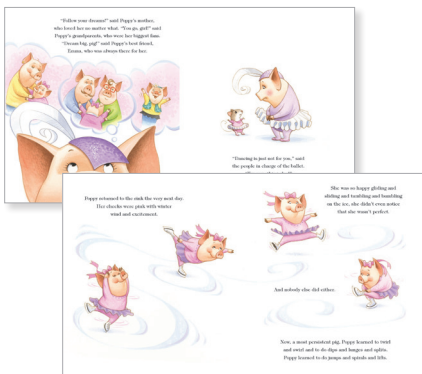 "Follow your dreams!" said Poppy's mother,
who loved her no matter what. "You go, girl!" said
Poppy's grandparents, who were her biggest fans.
"Dream big, pig!" said Poppy's best friend,
Emma, who was always there for her.
"Dancing is just not for you," said
the people in charge of the ballet.
Poppy returned to the rink the very next day.
Her cheeks were pink with winter
wind and excitement.
She was so happy gliding and
sliding and tumbling and bumbling
on the ice, she didn't even notice
that she wasn't perfect.
And nobody else did either.
Now, a most persistent pig, Poppy learned to twirl
and swirl and to do dips and lunges and splits.
Poppy learned to do jumps and spirals and lifts.